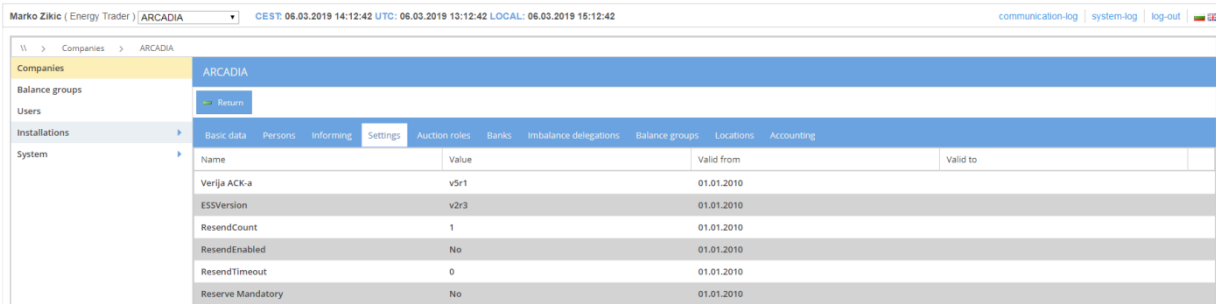 Marko Zikic ( Energy Trader ) ARCADIA CEST: 06.03.2019 14:12:42 UTC: 06.03.2019 13:12:42 LOCAL: 06.03.2019 15:12:42 communication-log system-log log-out
\\ > Companies > ARCADIA
Companies
Balance groups
Users
Installations
System
ARCADIA
Return
Basic data Persons Informing Settings Auction roles Banks Imbalance delegations Balance groups Locations Accounting
Name Value Valid from Valid to
Verija ACK-a v5r1 01.01.2010
ESSVersion v2r3 01.01.2010
ResendCount 1 01.01.2010
ResendEnabled No 01.01.2010
ResendTimeout 0 01.01.2010
Reserve Mandatory No 01.01.2010